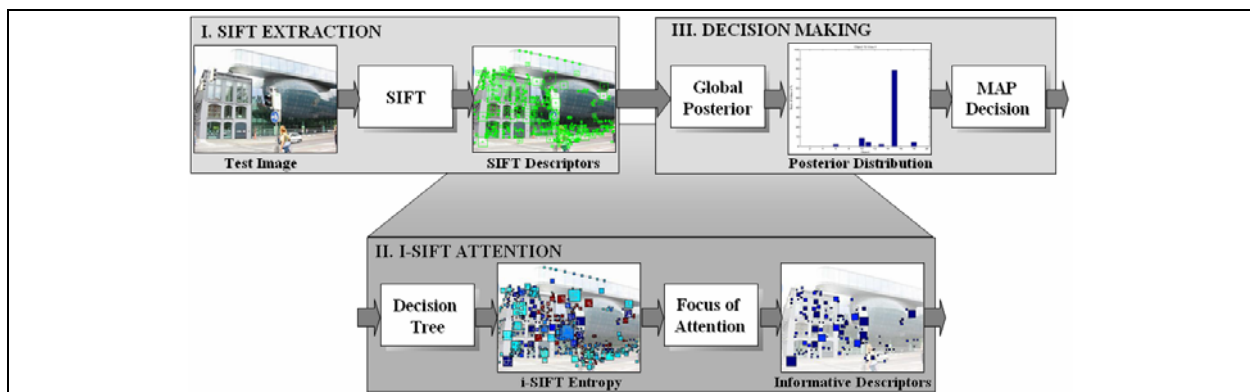 I. SIFT EXTRACTION
SIFT
Test Image
SIFT Descriptors
III. DECISION MAKING
Global
Posterior
MAP
Decision
Posterior Distribution
II. I-SIFT ATTENTION
Decision
Tree
Focus of
Attention
i-SIFT Entropy
Informative Descriptors